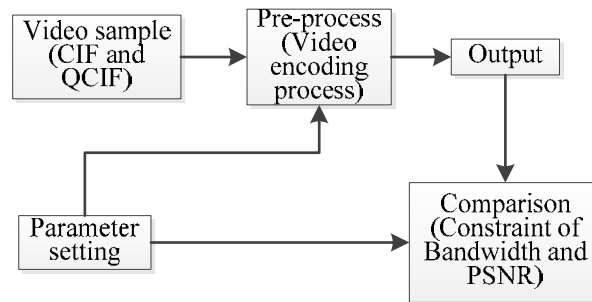 Video sample
(CIF and
QCIF)
Pre-process
(Video
encoding
process)
Output
Parameter
setting
Comparison
(Constraint of
Bandwidth and
PSNR)